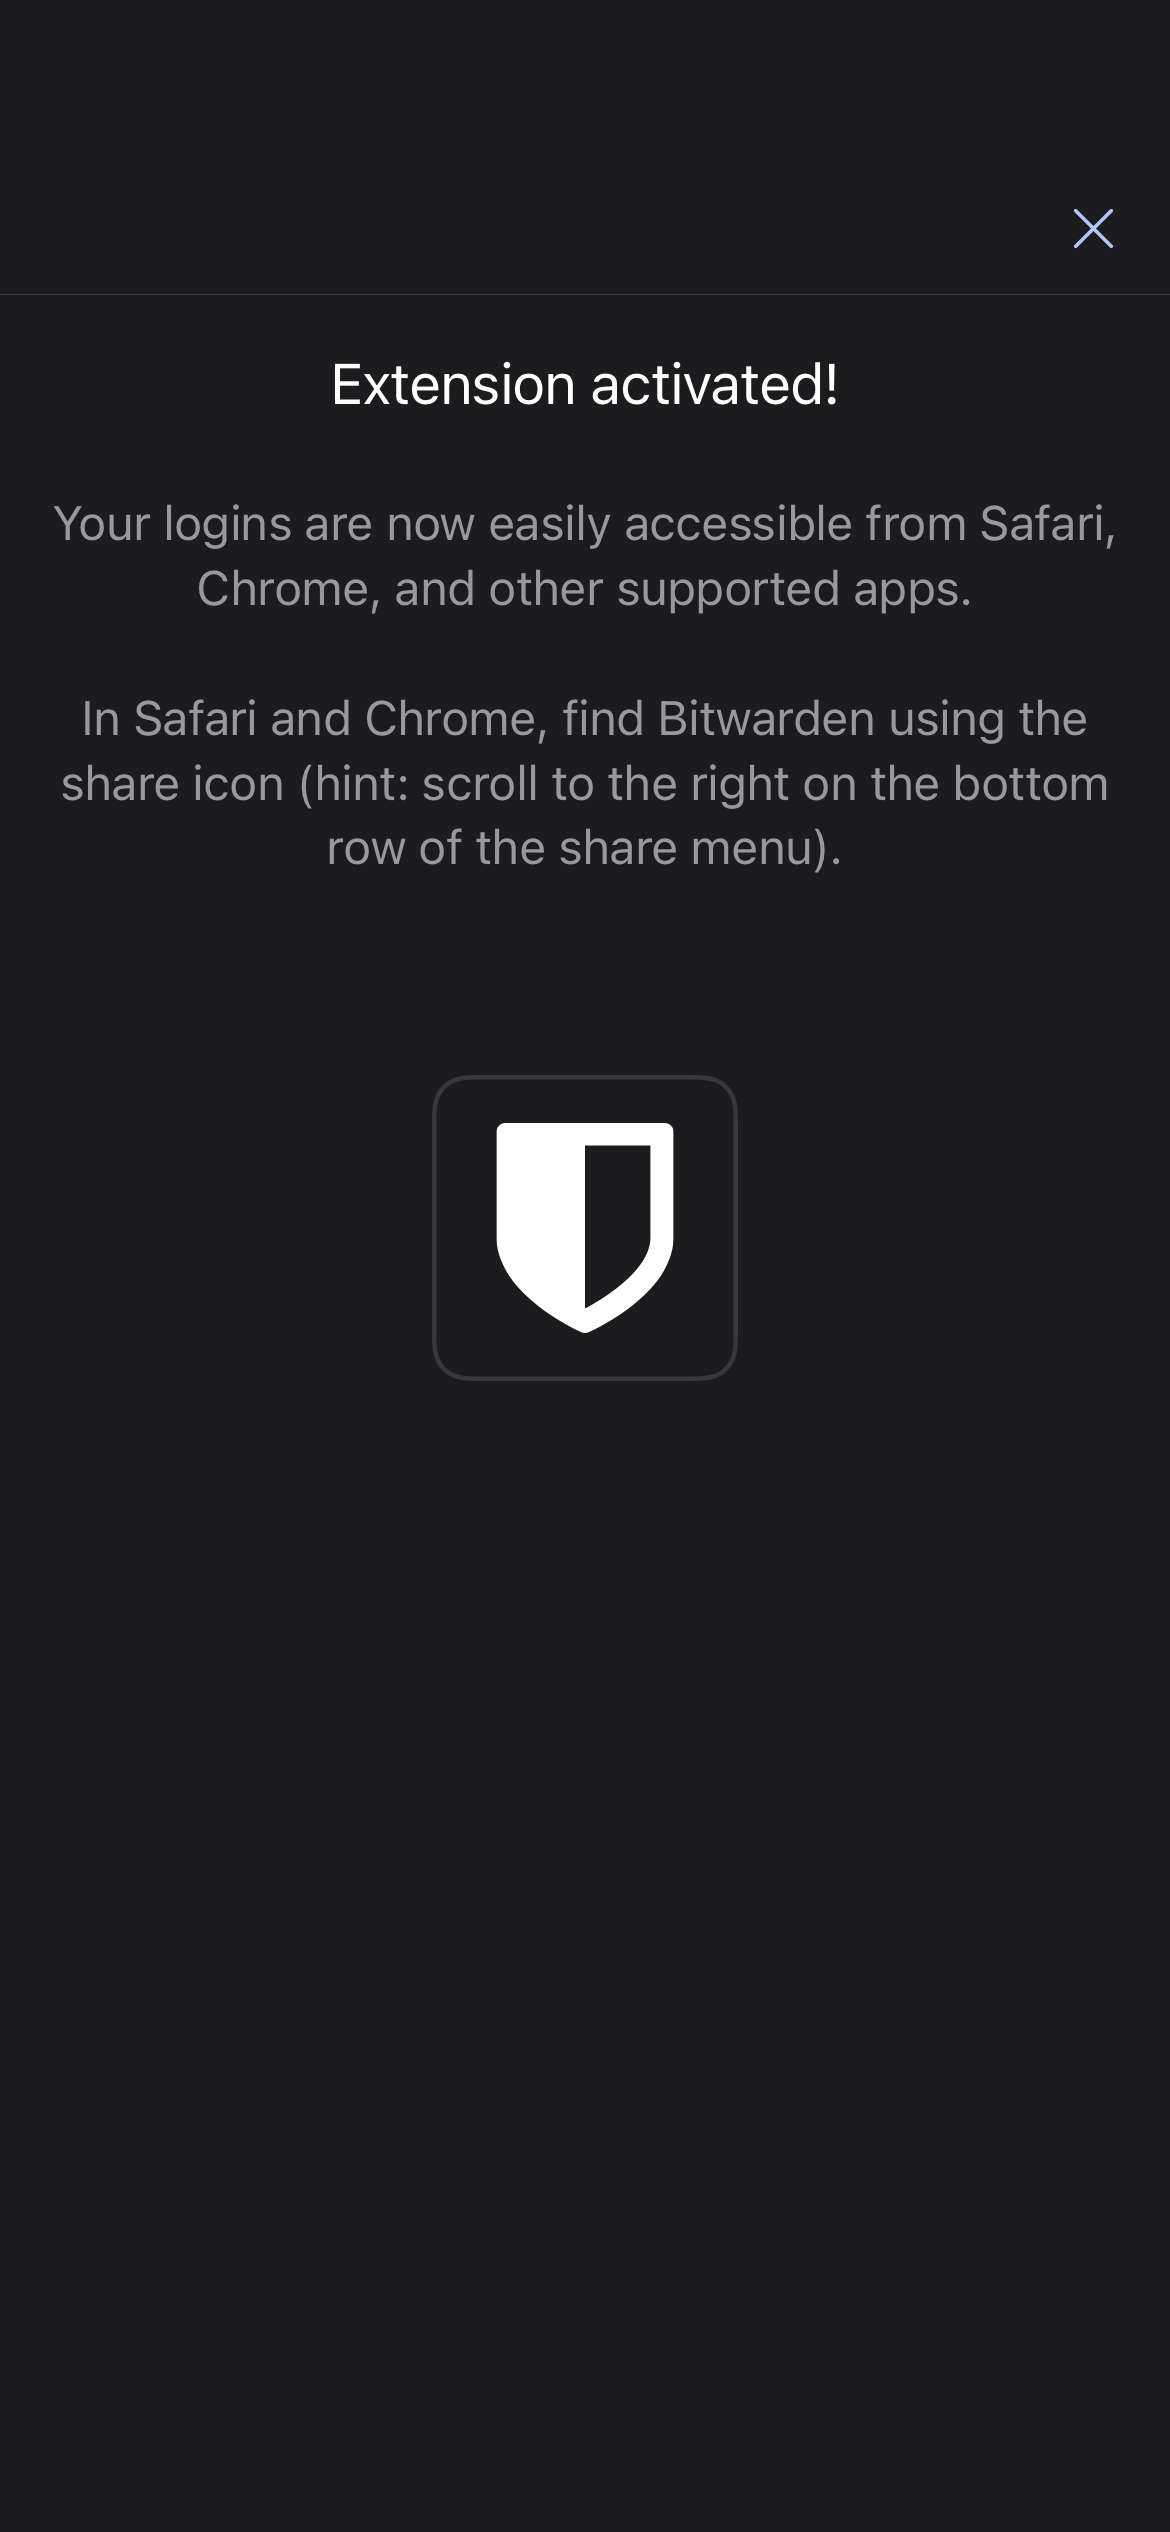 Extension activated!
Your logins are now easily accessible from Safari,
Chrome, and other supported apps.
In Safari and Chrome, find Bitwarden using the
share icon (hint: scroll to the right on the bottom
row of the share menu).